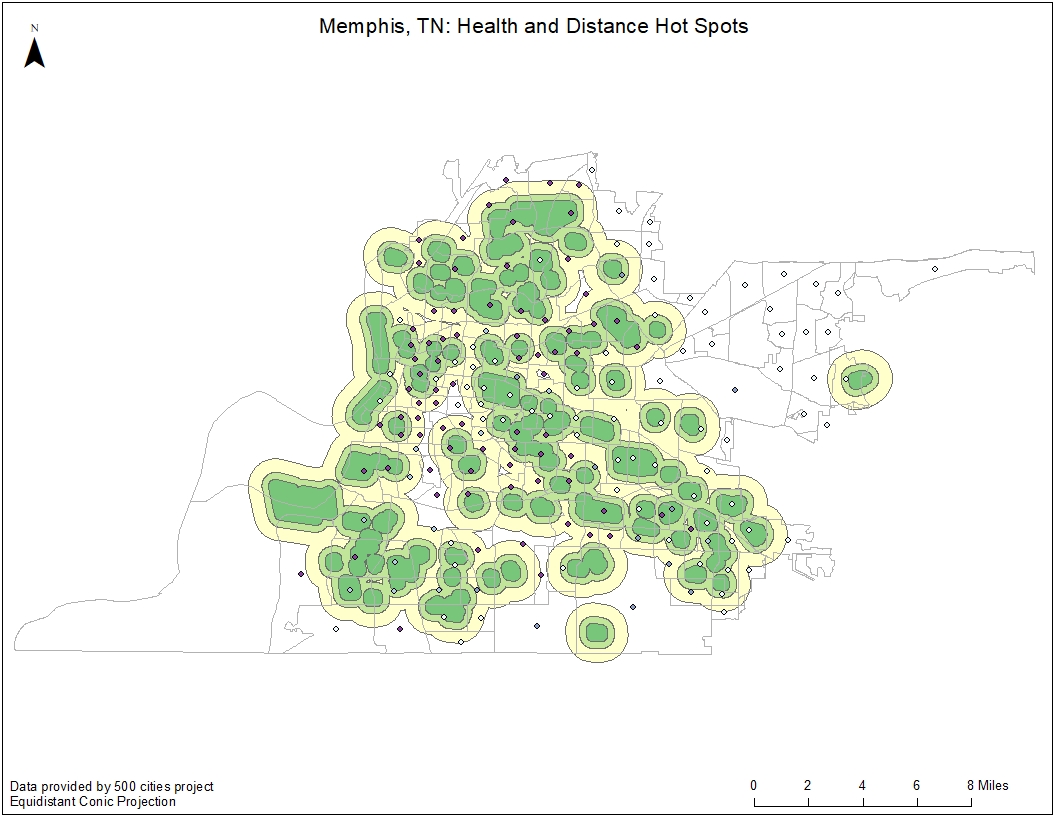 Memphis, TN: Health and Distance Hot Spots
N
Data provided by 500 cities project
Equidistant Conic Projection
0 2 4 6 8 Miles